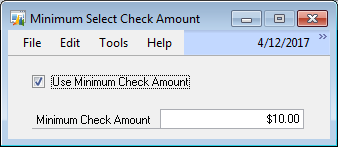 Minimum Select Check Amount
File Edit Tools Help 4/12/2017 »
Use Minimum Check Amount
Minimum Check Amount $10.00